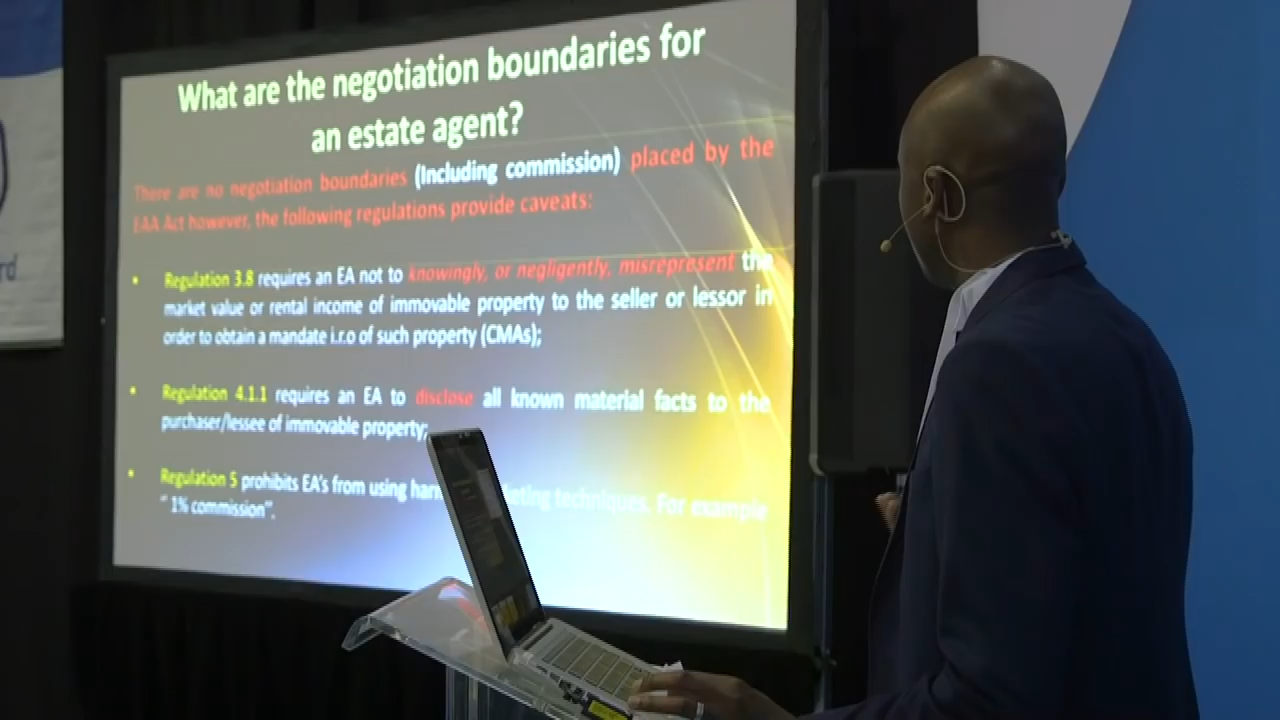 What are the negotiation boundaries for
an estate agent?
There are no negotiation boundaries (Including commission) placed by the
EAA Act however, the following regulations provide caveats:
• Regulation 3.8 requires an EA not to knowingly, or negligently, misrepresent the
market value or rental income of immovable property to the seller or lessor in
order to obtain a mandate i.r.o of such property (CMAs);
• Regulation 4.1.1 requires an EA to disclose all known material facts to the
purchaser/lessee of immovable property;
• Regulation 5 prohibits EA's from using techniques. For example
" 1% commission".
rd